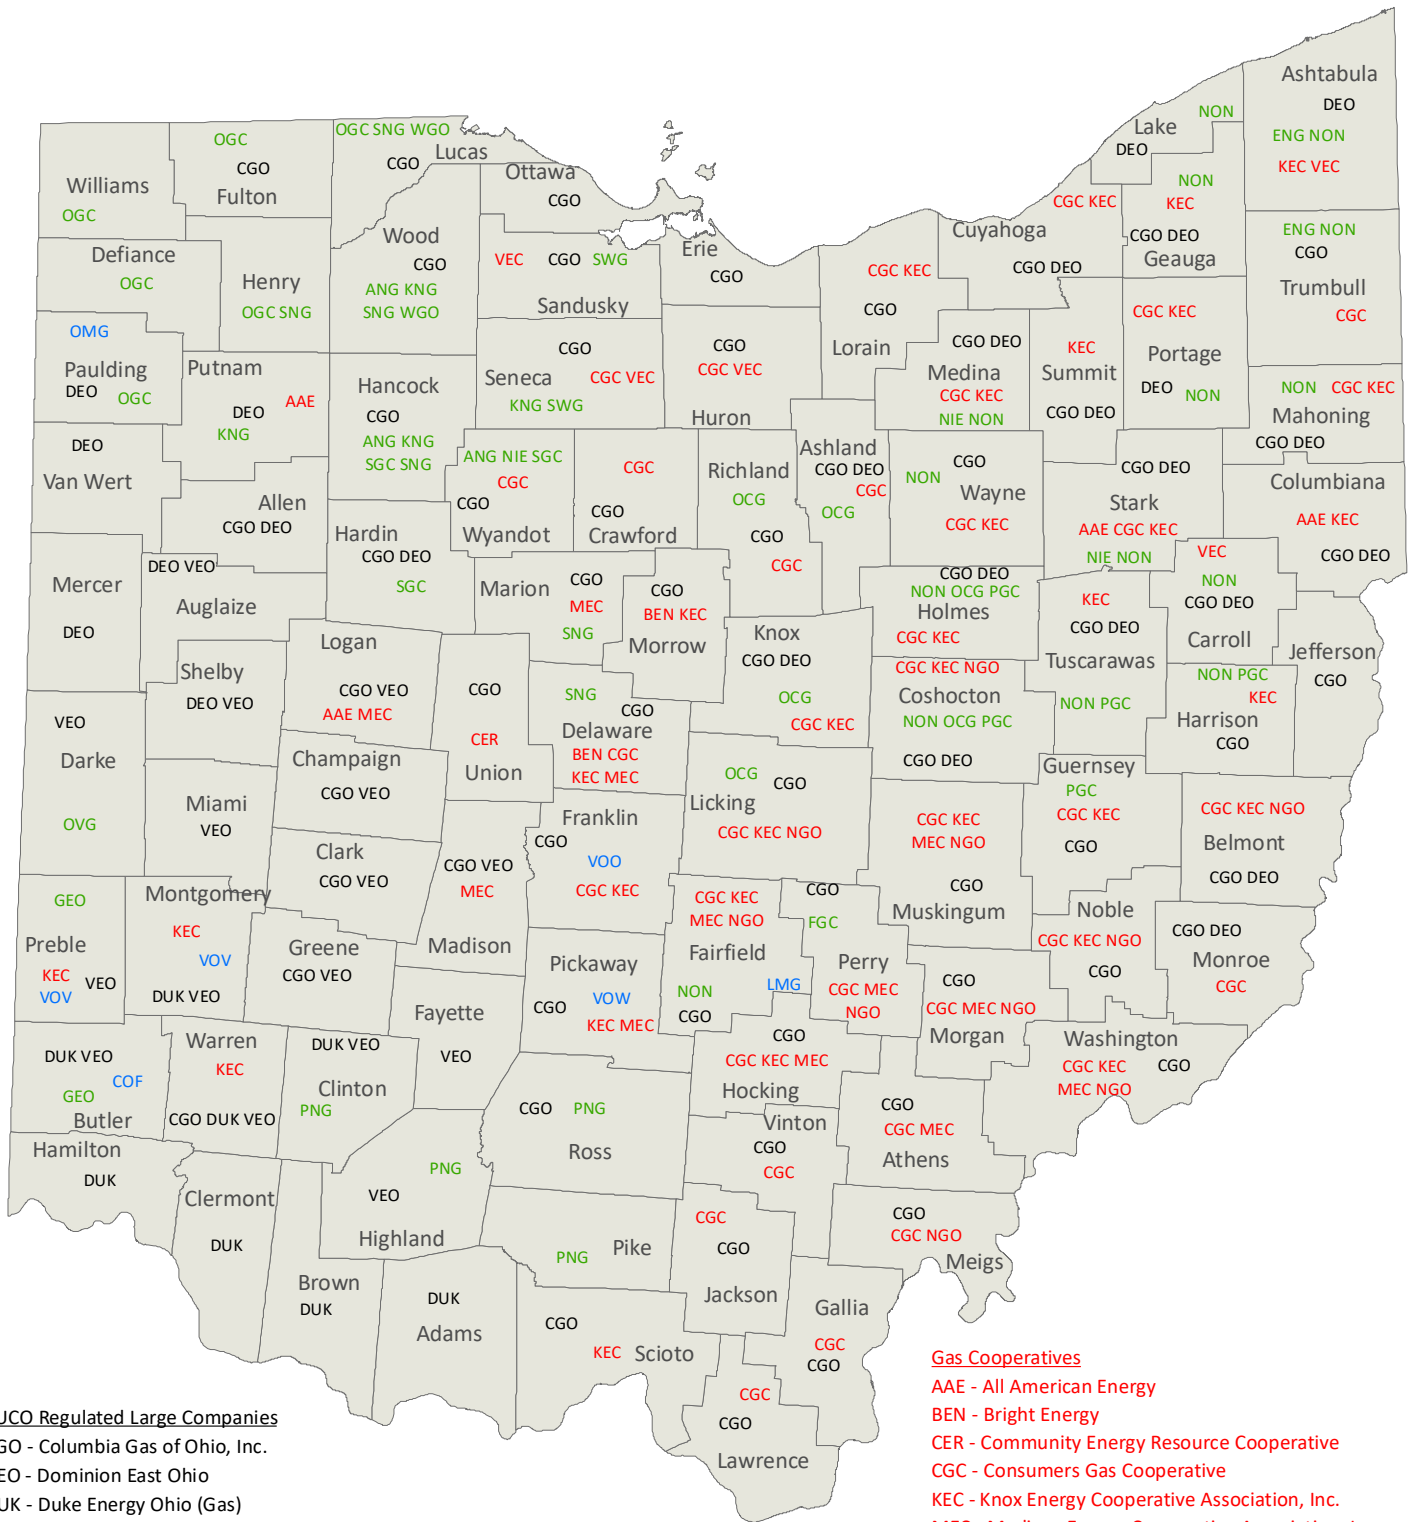 Ashtabula
DEO
ENG NON
KEC VEC
NON
Lake
DEO
NON
KEC
CGO DEO
Geauga
OGC SNG WGO
CGO
Lucas
OGC
CGO
Fulton
Williams
OGC
Ottawa
CGO
CGC KEC
Cuyahoga
CGO DEO
ENG NON
CGO
Trumbull
CGC
Defiance
OGC
Henry
OGC SNG
Wood
CGO
ANG KNG
SNG WGO
VEC CGO SWG
Sandusky
Erie
CGO
CGC KEC
CGO
Lorain
CGO DEO
Medina
CGC KEC
NIE NON
KEC
Summit
CGO DEO
CGC KEC
Portage
DEO
NON
NON CGC KEC
Mahoning
CGO DEO
OMG
Paulding
DEO
OGC
Putnam
AAE
DEO
KNG
Hancock
CGO
ANG KNG
SGC SNG
CGO
Seneca
CGC VEC
KNG SWG
CGO
CGC VEC
Huron
DEO
Van Wert
Allen
CGO DEO
ANG NIE SGC
CGC
CGO
Wyandot
CGC
CGO
Crawford
Richland
OCG
CGO
CGC
Ashland
CGO DEO
CGC
OCG
CGO
NON
Wayne
CGC KEC
CGO DEO
Stark
AAE CGC KEC
NIE NON
Columbiana
AAE KEC
CGO DEO
Mercer
DEO
DEO VEO
Auglaize
Hardin
CGO DEO
SGC
Marion
CGO
MEC
SNG
CGO
BEN KEC
Morrow
CGO DEO
NON OCG PGC
Holmes
CGC KEC
KEC
CGO DEO
Tuscarawas
NON PGC
VEC
NON
CGO DEO
Carroll
Jefferson
CGO
Shelby
DEO VEO
Logan
CGO VEO
AAE MEC
CGO
CER
Union
SNG
CGO
Delaware
BEN CGC
KEC MEC
Knox
CGO DEO
OCG
CGC KEC
CGC KEC NGO
Coshocton
NON OCG PGC
CGO DEO
NON PGC
KEC
Harrison
CGO
VEO
Darke
OVG
Miami
VEO
Champaign
CGO VEO
Clark
CGO VEO
Franklin
CGO
VOO
CGC KEC
OCG
CGO
Licking
CGC KEC NGO
CGC KEC
MEC NGO
CGO
Muskingum
Guernsey
PGC
CGC KEC
CGO
CGC KEC NGO
Belmont
CGO DEO
GEO
Preble
KEC
VEO
VOV
Montgomery
KEC
VOV
DUK VEO
Greene
CGO VEO
CGO VEO
MEC
Madison
Pickaway
CGO
VOW
KEC MEC
CGC KEC
MEC NGO
Fairfield
LMG
NON
CGO
CGO
FGC
Perry
CGC MEC
NGO
CGO
CGC MEC NGO
Morgan
Noble
CGC KEC NGO
CGO
CGO DEO
Monroe
CGC
DUK VEO
COF
GEO
Butler
Warren
KEC
CGO DUK VEO
DUK VEO
Clinton
PNG
Fayette
VEO
CGO PNG
Ross
CGO
CGC KEC MEC
Hocking
Vinton
CGO
CGC
CGO
CGC MEC
Athens
Washington
CGC KEC
CGO
MEC NGO
Hamilton
DUK
Clermont
DUK
PNG
VEO
Highland
PNG
Pike
CGC
CGO
Jackson
CGO
CGC NGO
Meigs
Brown
DUK
DUK
Adams
CGO
KEC
Scioto
Gallia
CGC
CGO
CGC
CGO
Lawrence
UCO Regulated Large Companies
GO - Columbia Gas of Ohio, Inc.
EO - Dominion East Ohio
UK - Duke Energy Ohio (Gas)
Gas Cooperatives
AAE - All American Energy
BEN - Bright Energy
CER - Community Energy Resource Cooperative
CGC - Consumers Gas Cooperative
KEC - Knox Energy Cooperative Association, Inc.